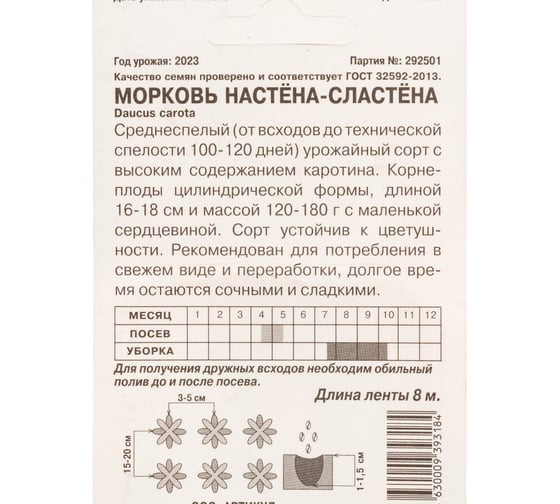 Год урожая: 2023 Партия №: 292501
Качество семян проверено и соответствует ГОСТ 32592-2013.
МОРКОВЬ НАСТЁНА-СЛАСТЁНА
Daucus carota
Среднеспелый (от всходов до технической
спелости 100-120 дней) урожайный сорт с
высоким содержанием каротина. Корне-
плоды цилиндрической формы, длиной
16-18 см и массой 120-180 г с маленькой
сердцевиной. Сорт устойчив к цветуш-
ности. Рекомендован для потребления в
свежем виде и переработки, долгое вре-
мя остаются сочными и сладкими.
МЕСЯЦ 1 2 3 4 5 6 7 8 9 10 11 12
ПОСЕВ
УБОРКА
Для получения дружных всходов необходим обильный
полив до и после посева.
3-5 см
Длина ленты 8 м.
15-20 см
1-1,5 см
630009 393184
ООО "АРТИКУЛ"